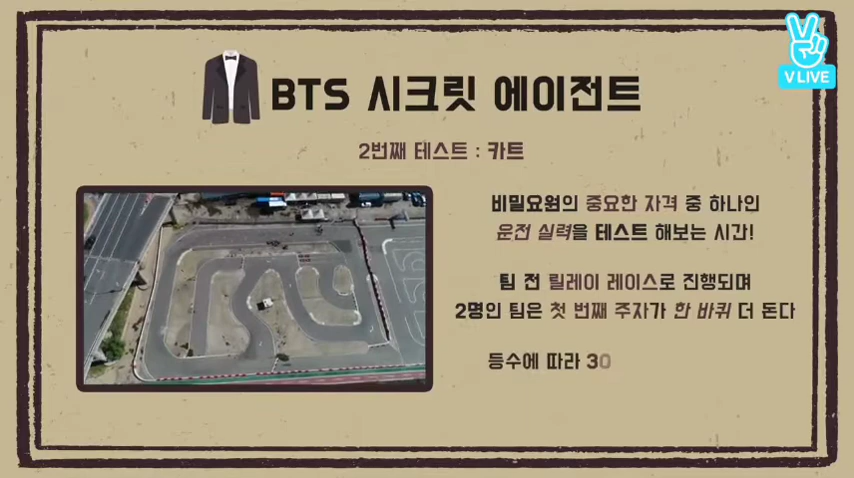 V LIVE
BTS 시크릿 에이전트
2번째 테스트 : 카트
비밀요원의 중요한 자격 중 하나인
운전 실력을 테스트 해보는 시간!
팀 전 릴레이 레이스로 진행되며
2명인 팀은 첫 번째 주자가 한 바퀴 더 돈다
등수에 따라 30